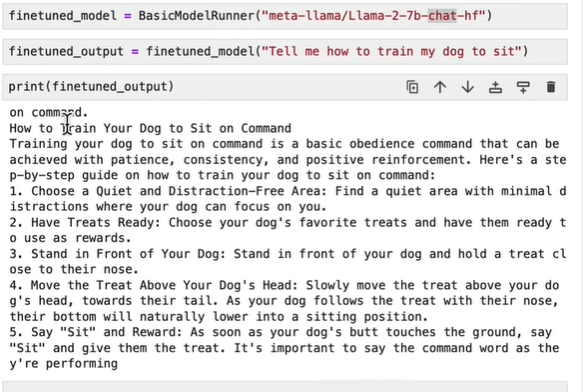 finetuned_model = BasicModelRunner("meta-llama/Llama-2-7b-chat-hf")
finetuned_output = finetuned_model("Tell me how to train my dog to sit")
print(finetuned_output)
on command.
How to Train Your Dog to Sit on Command
Training your dog to sit on command is a basic obedience command that can be
achieved with patience, consistency, and positive reinforcement. Here's a ste
p-by-step guide on how to train your dog to sit on command:
1. Choose a Quiet and Distraction-Free Area: Find a quiet area with minimal d
istractions where your dog can focus on you.
2. Have Treats Ready: Choose your dog's favorite treats and have them ready t
o use as rewards.
3. Stand in Front of Your Dog: Stand in front of your dog and hold a treat cl
ose to their nose.
4. Move the Treat Above Your Dog's Head: Slowly move the treat above your do
g's head, towards their tail. As your dog follows the treat with their nose,
their bottom will naturally lower into a sitting position.
5. Say "Sit" and Reward: As soon as your dog's butt touches the ground, say
"Sit" and give them the treat. It's important to say the command word as the
y're performing